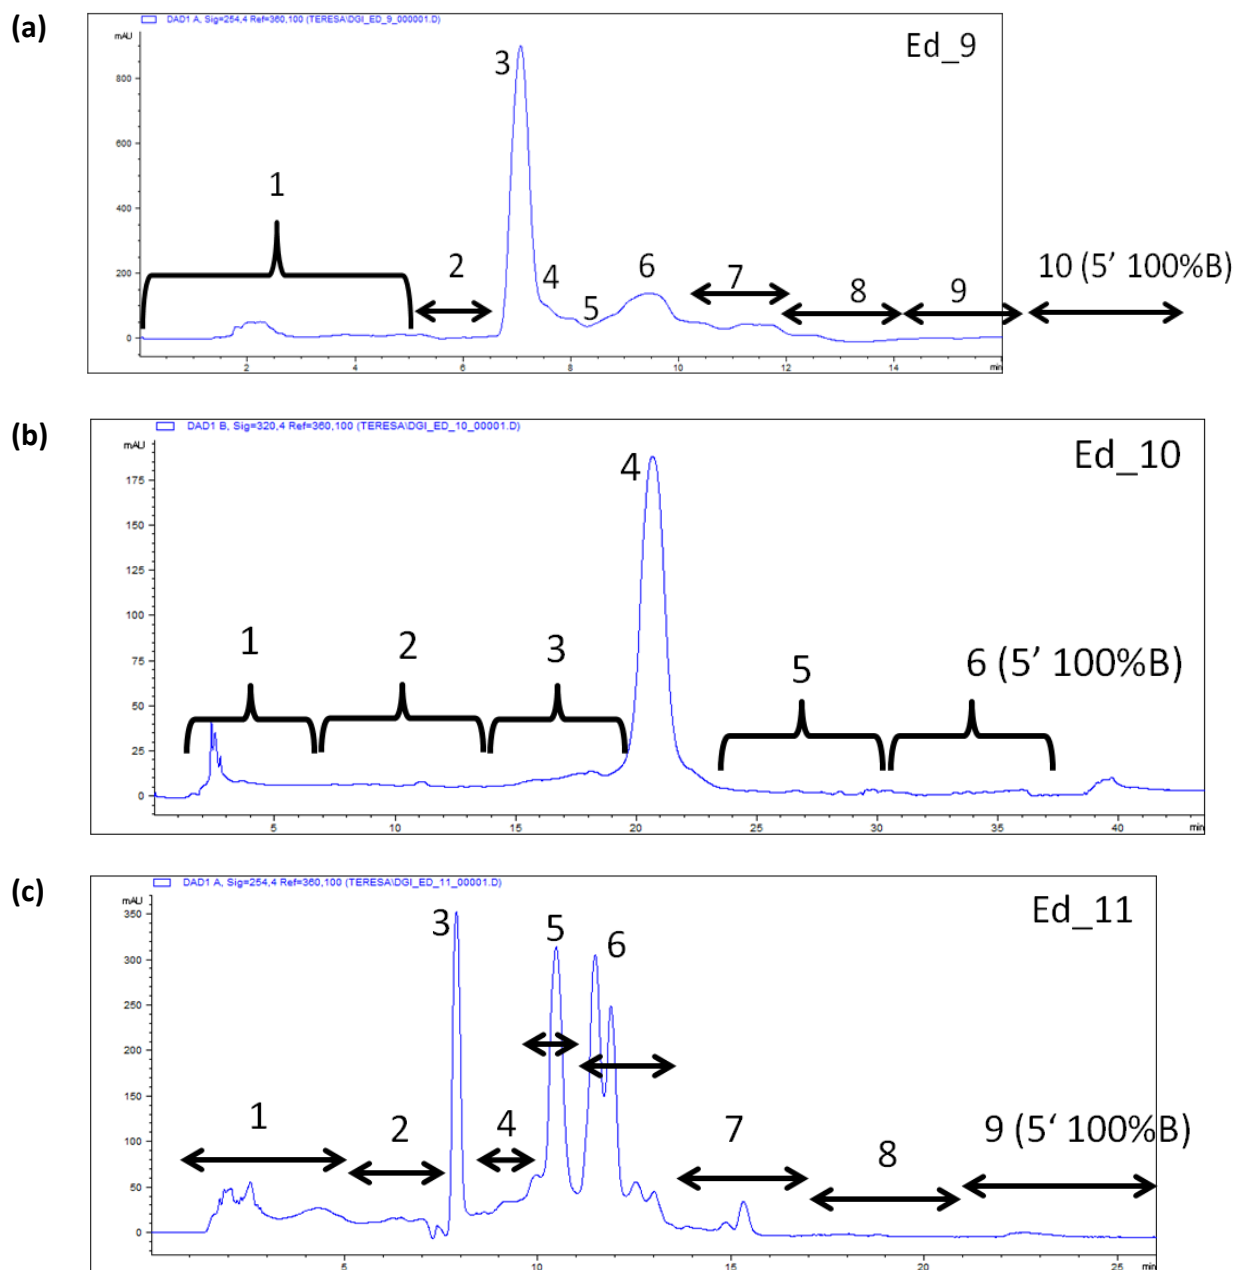 (a)
DAD1 A, Sig=254,4 Ref=360,100 (TERESA\DGI_ED_9_000001.D)
mAU
Ed_9
800
600
400
200
0
1
2
3
4
5
6
7
8
9
10 (5’ 100%B)
2 4 6 8 10 12 14 min
(b)
DAD1 B, Sig=320,4 Ref=360,100 (TERESA\DGI_ED_10_00001.D)
mAU
Ed_10
175
150
125
100
75
50
25
0
1
2
3
4
5
6 (5’ 100%B)
5 10 15 20 25 30 35 40 min
(c)
DAD1 A, Sig=254,4 Ref=360,100 (TERESA\DGI_ED_11_00001.D)
mAU
Ed_11
350
300
250
200
150
100
50
0
1
2
3
4
5
6
7
8
9 (5‘ 100%B)
5 10 15 20 25 min